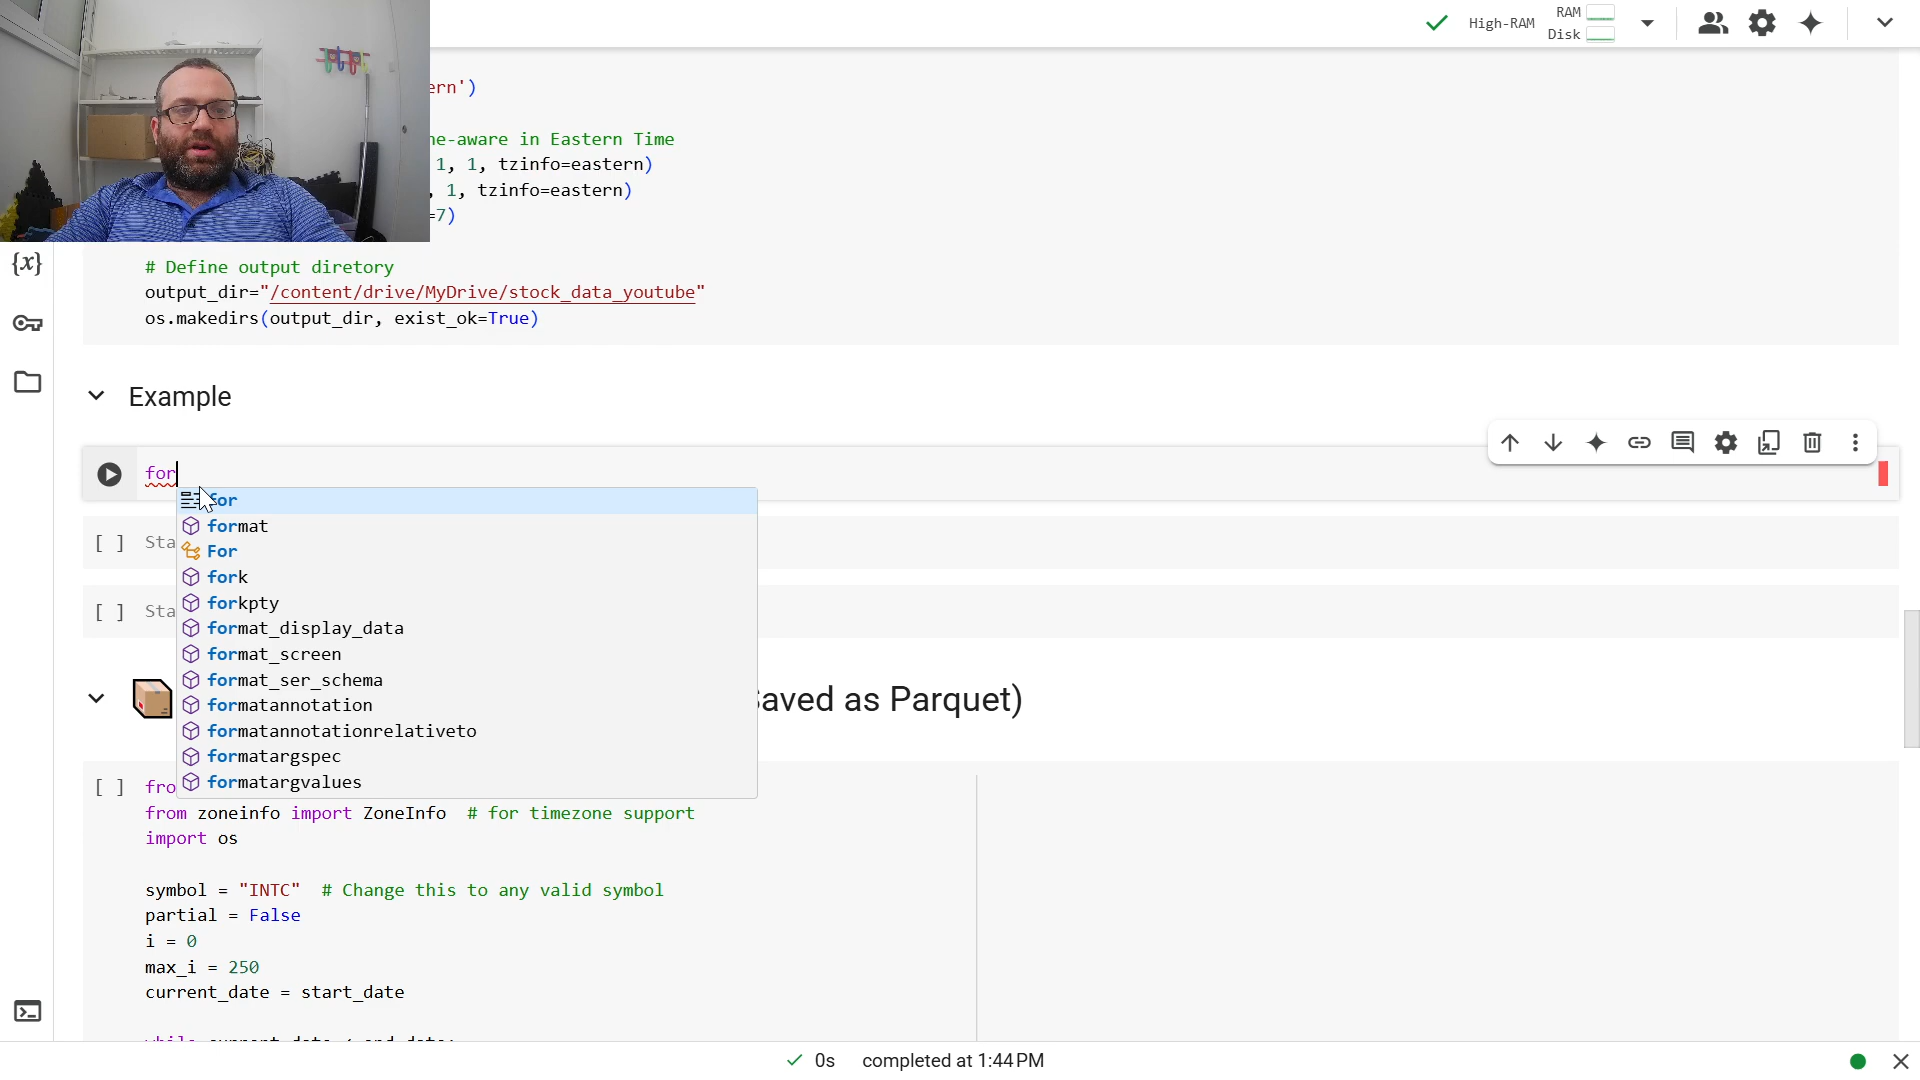 High-RAM
RAM
Disk
ern')
ne-aware in Eastern Time
1, 1, tzinfo=eastern)
, 1, tzinfo=eastern)
=7)
{x}
# Define output diretory
output_dir="/content/drive/MyDrive/stock_data_youtube"
os.makedirs(output_dir, exist_ok=True)
Example
for
for
format
For
fork
forkpty
format_display_data
format_screen
format_ser_schema
formatannotation
formatannotationrelativeto
formatargspec
formatargvalues
[ ] Sta
[ ] Sta
Saved as Parquet)
[ ] fro
from zoneinfo import ZoneInfo # for timezone support
import os
symbol = "INTC" # Change this to any valid symbol
partial = False
i = 0
max_i = 250
current_date = start_date
while current_date < end_date:
0s completed at 1:44 PM